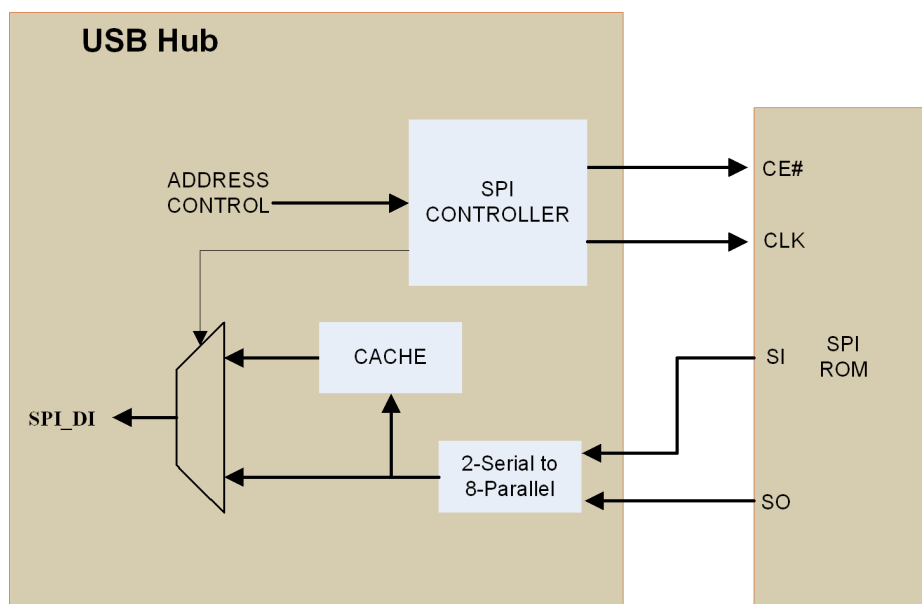 USB Hub
ADDRESS
CONTROL
SPI
CONTROLLER
CE#
CLK
CACHE
SI
SPI
ROM
SPI_DI
2-Serial to
8-Parallel
SO